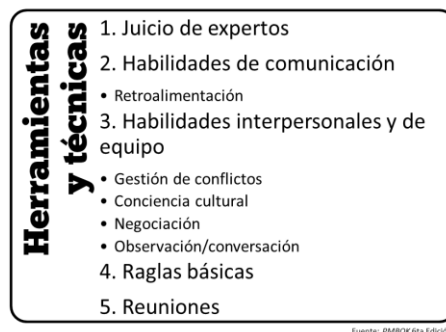 Herramientas
y técnicas
1. Juicio de expertos
2. Habilidades de comunicación
• Retroalimentación
3. Habilidades interpersonales y de
equipo
• Gestión de conflictos
• Conciencia cultural
• Negociación
• Observación/conversación
4. Raglas básicas
5. Reuniones
Fuente: PMBOK 6ta Edició